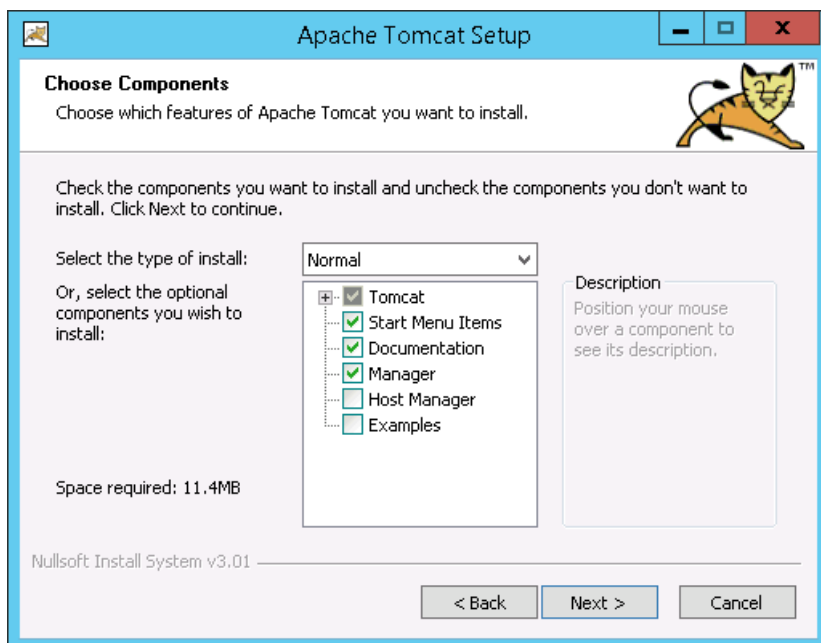 Apache Tomcat Setup
Choose Components
Choose which features of Apache Tomcat you want to install.
TM
Check the components you want to install and uncheck the components you don't want to
install. Click Next to continue.
Select the type of install:
Normal
Or, select the optional
components you wish to
install:
Tomcat
Start Menu Items
Documentation
Manager
Host Manager
Examples
Description
Position your mouse
over a component to
see its description.
Space required: 11.4MB
Nullsoft Install System v3.01
< Back
Next >
Cancel